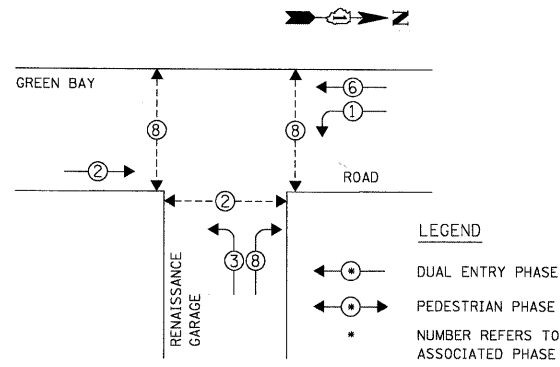 N
GREEN BAY
6
1
8
8
2
ROAD
2
LEGEND
3
8
RENAISSANCE
GARAGE
* DUAL ENTRY PHASE
* PEDESTRIAN PHASE
* NUMBER REFERS TO
ASSOCIATED PHASE